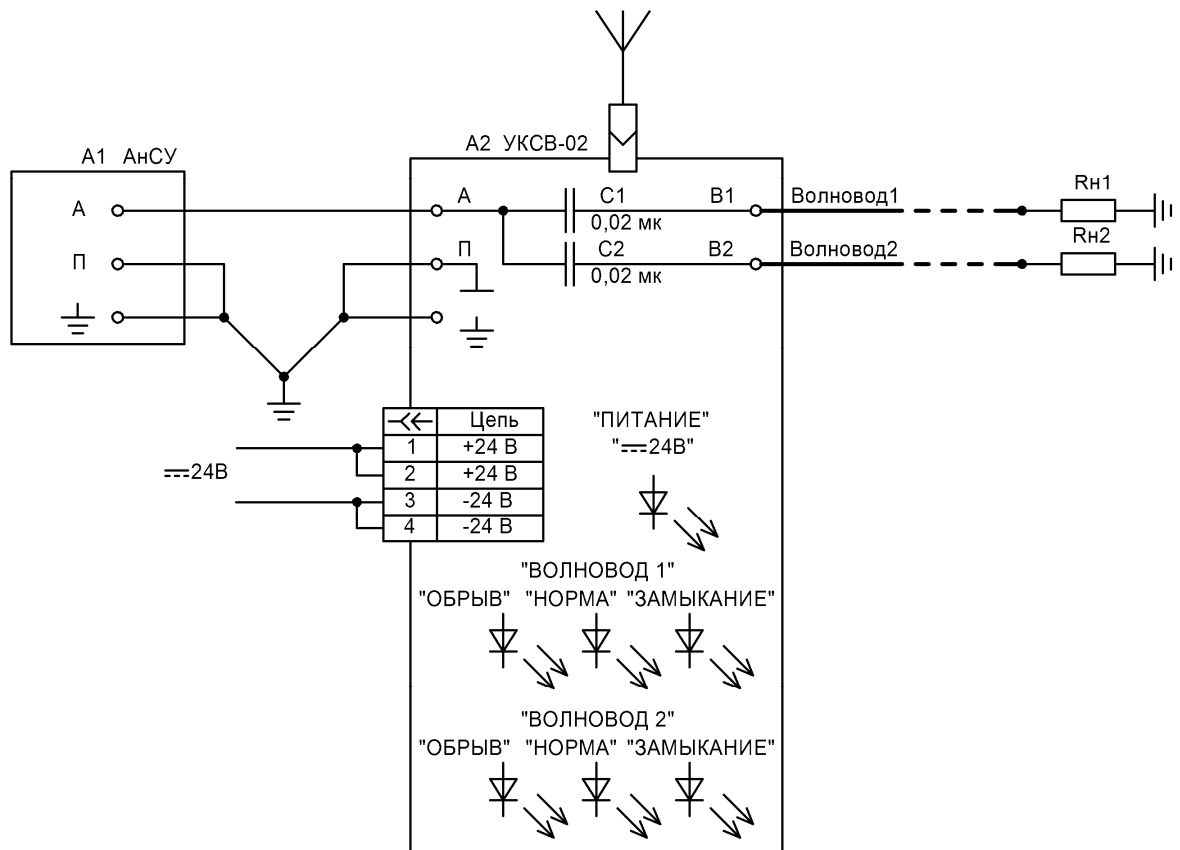 A2 УКСВ-02
A1 АнСУ
А
П
А
П
C1
0,02 мк
C2
0,02 мк
В1
В2
Волновод1
Волновод2
Rн1
Rн2
Цепь
1 +24 В
2 +24 В
3 -24 В
4 -24 В
24В
"ПИТАНИЕ"
"24В"
"ВОЛНОВОД 1"
"ОБРЫВ" "НОРМА" "ЗАМЫКАНИЕ"
"ВОЛНОВОД 2"
"ОБРЫВ" "НОРМА" "ЗАМЫКАНИЕ"